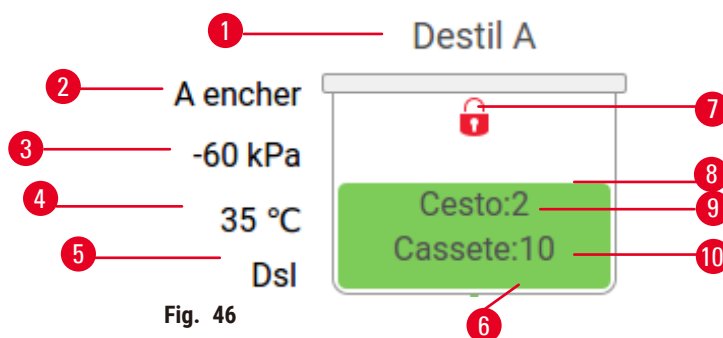 1 Destil A
2 A encher
7
3 -60 kPa
8
4 35 °C
Cesto:2 9
5 Dsl
Cassete:10 10
Fig. 46
6